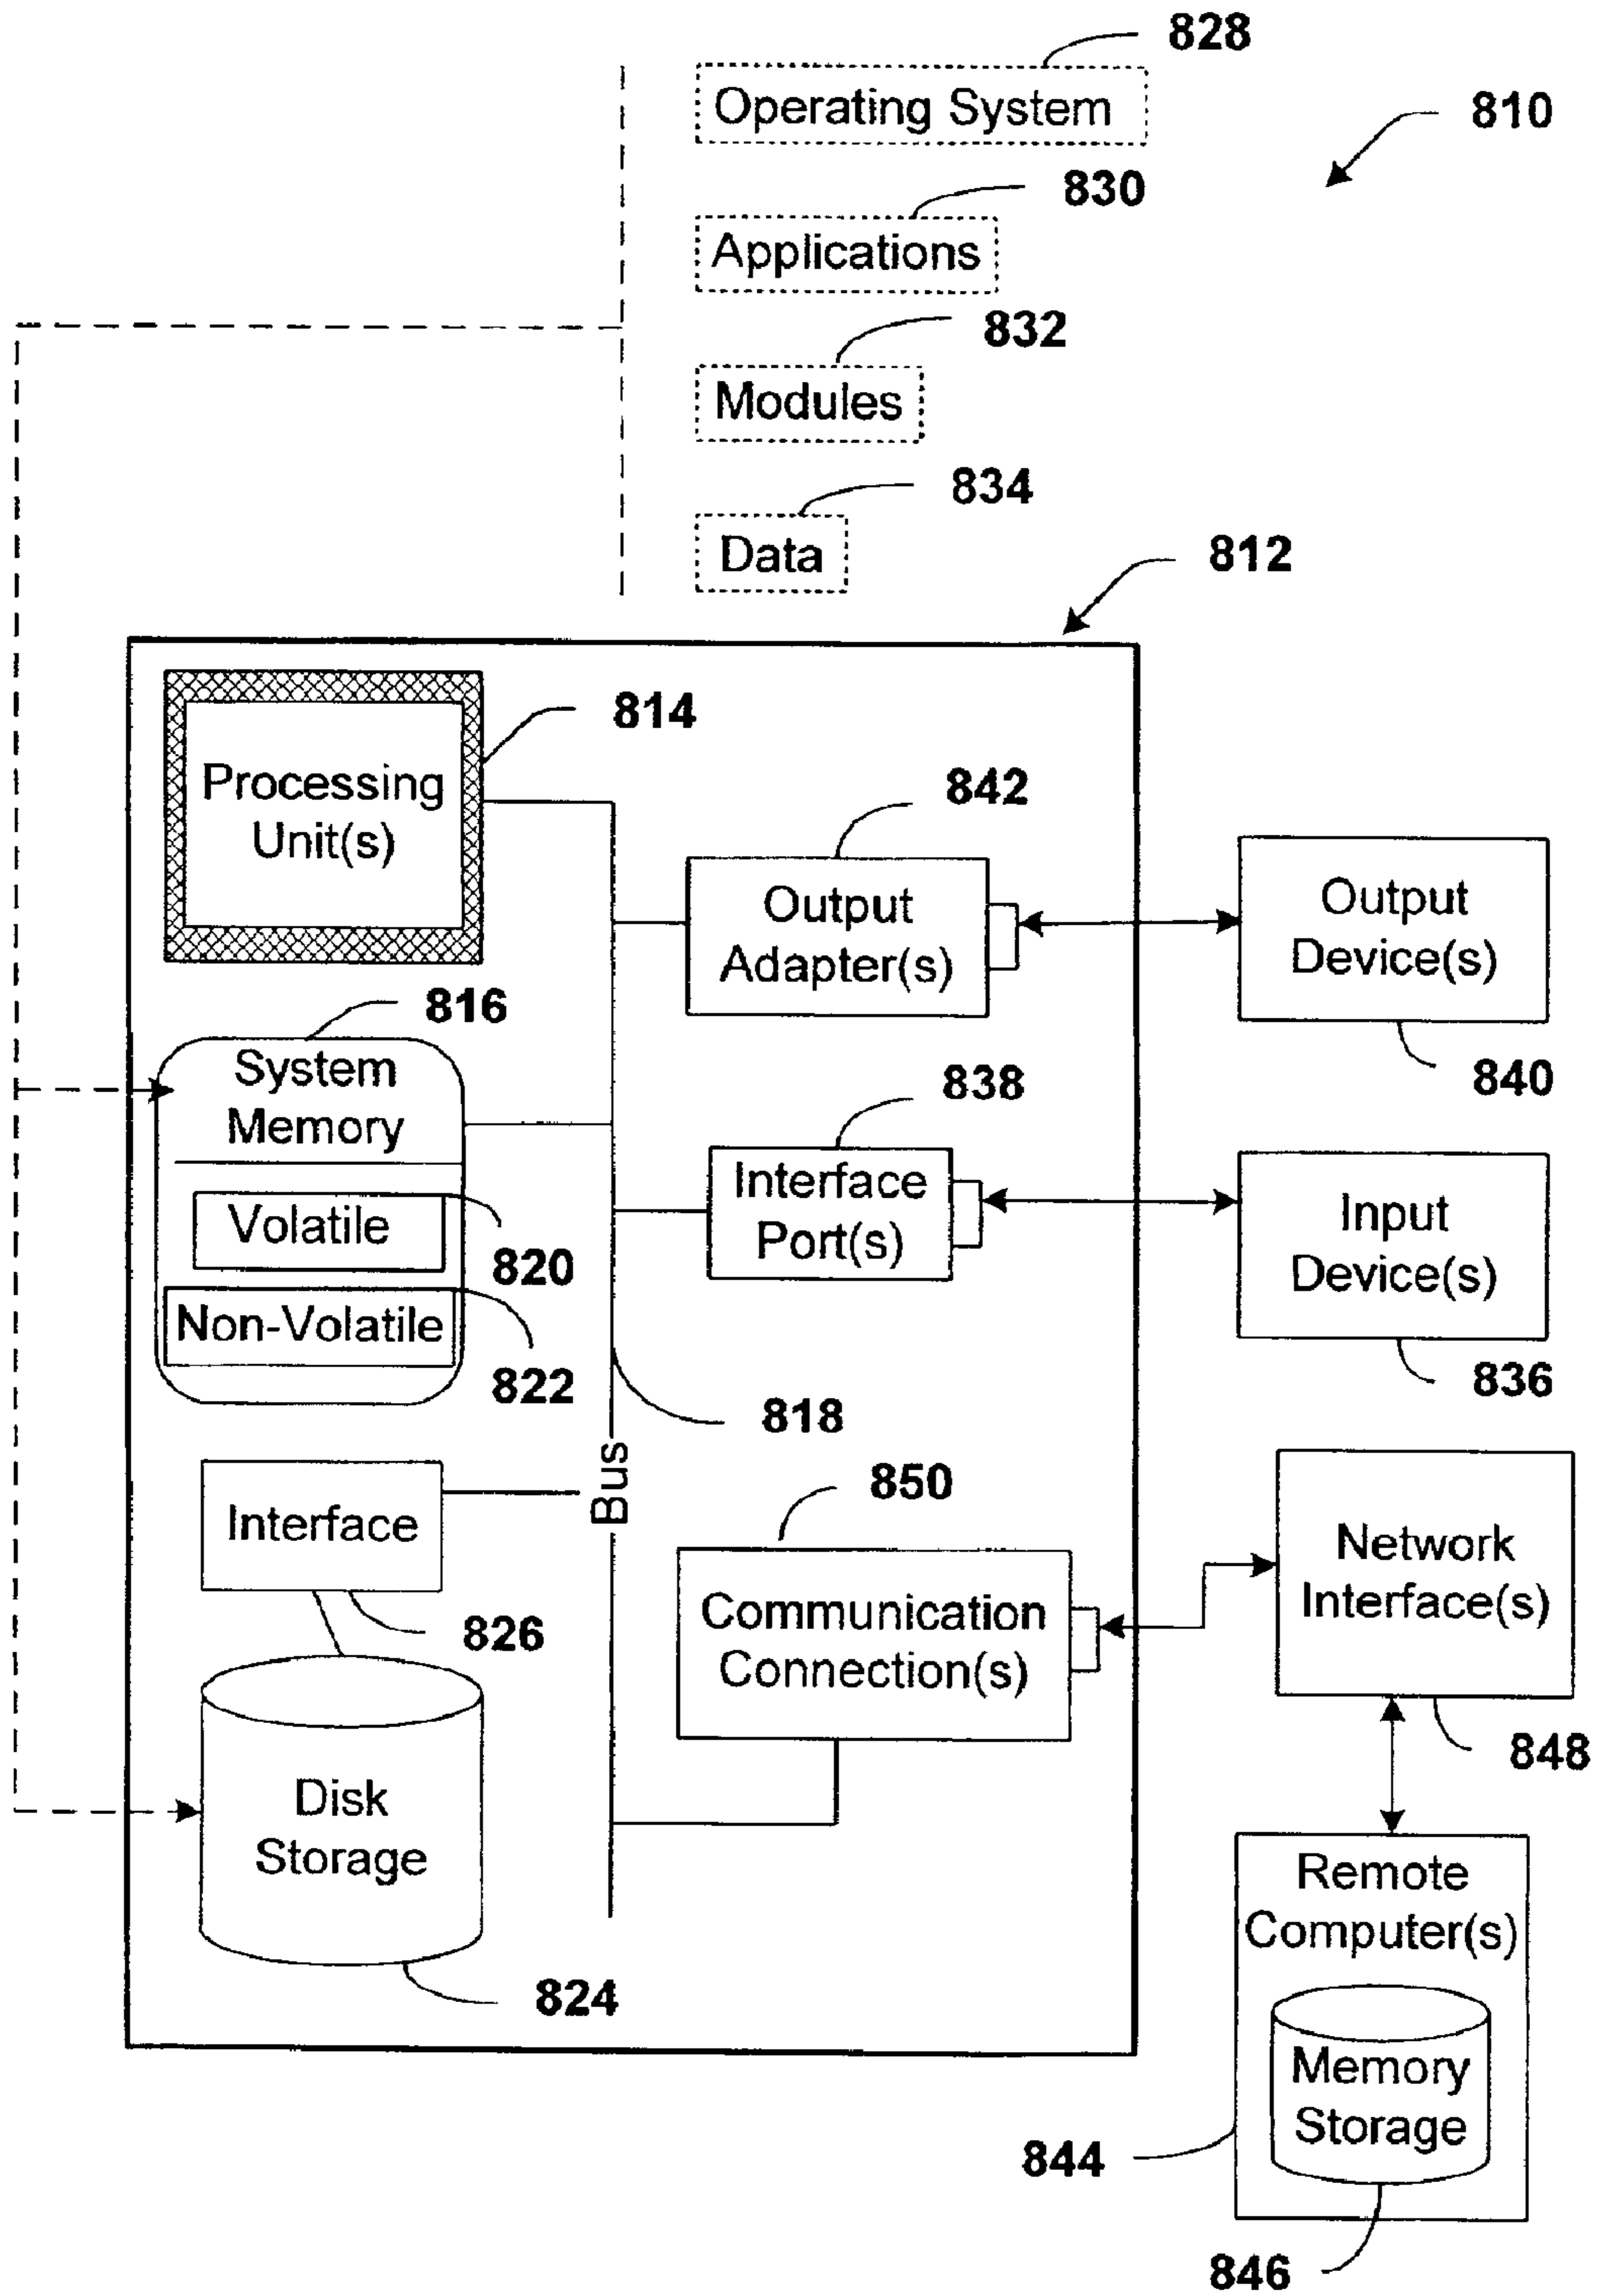 828
Operating System
810
830
Applications
832
Modules
834
Data
812
814
Processing
Unit(s)
842
Output
Adapter(s)
Output
Device(s)
840
816
System
Memory
838
Interface
Port(s)
Input
Device(s)
836
Volatile
820
Non-Volatile
822
818
Bus
850
Interface
826
Communication
Connection(s)
Network
Interface(s)
848
Disk
Storage
824
Remote
Computer(s)
Memory
Storage
844
846